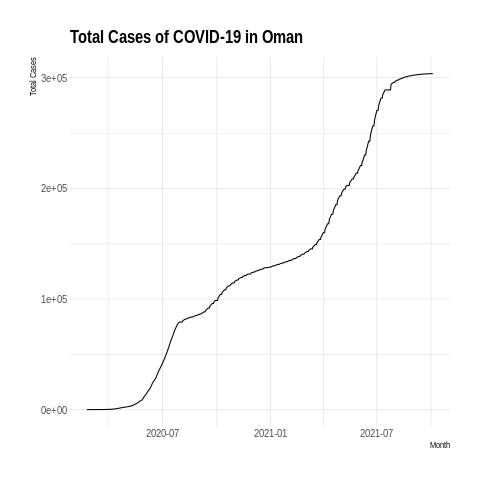 Total Cases of COVID-19 in Oman
Total Cases
3e+05
2e+05
1e+05
0e+00
2020-07 2021-01 2021-07
Month